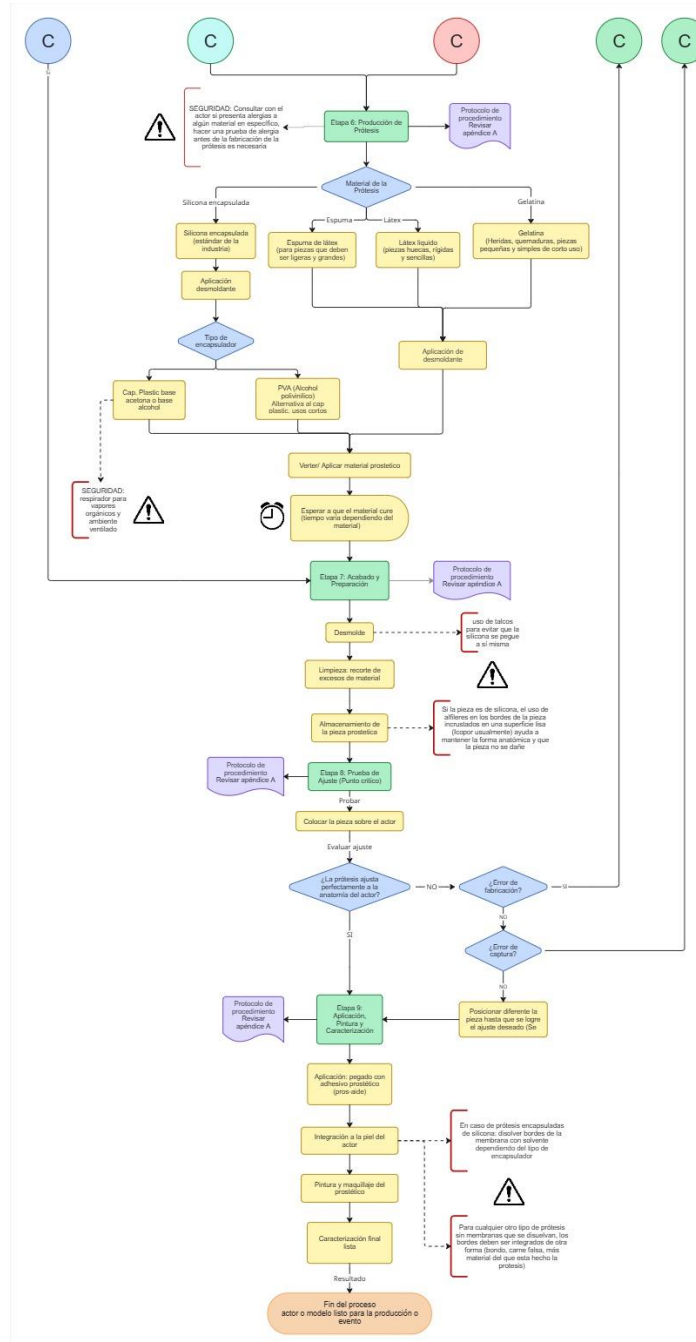 C
C
C
C
C
SI
SEGURIDAD: Consultar con el
actor si presenta alergias a
algún material en específico,
hacer una prueba de alergia
antes de la fabricación de la
prótesis es necesaria
Etapa 6: Producción de
Prótesis
Protocolo de
procedimiento
Revisar
apéndice A
Material de la
Prótesis
Silicona encapsulada
Espuma
Látex
Gelatina
Silicona encapsulada
(estándar de la
industria)
Espuma de látex
(para piezas que deben
ser ligeras y grandes)
Látex liquido
(piezas huecas, rígidas
y sencillas)
Gelatina
(Heridas, quemaduras, piezas
pequeñas y simples de corto uso)
Aplicación
desmoldante
Tipo de
encapsulador
Aplicación de
desmoldante
Cap. Plastic base
acetona o base
alcohol
PVA (Alcohol
polivinílico)
Alternativa al cap
plastic, usos cortos
Verter/ Aplicar material prostetico
SEGURIDAD:
respirador para
vapores
orgánicos y
ambiente
ventilado
Esperar a que el material cure
(tiempo varia dependiendo del
material)
Etapa 7: Acabado y
Preparación
Protocolo de
procedimiento
Revisar apéndice A
Desmolde
uso de talcos
para evitar que la
silicona se pegue
a sí misma
Limpieza: recorte de
excesos de material
Almacenamiento de
la pieza prostetica
Si la pieza es de silicona, el uso de
alfileres en los bordes de la pieza
incrustados en una superficie lisa
(Icopor usualmente) ayuda a
mantener la forma anatómica y que
la pieza no se dañe
Protocolo de
procedimiento
Revisar apéndice A
Etapa 8: Prueba de
Ajuste (Punto crítico)
Probar
Colocar la pieza sobre el actor
Evaluar ajuste
¿La prótesis ajusta
perfectamente a la
anatomía del actor?
NO
¿Error de
fabricación?
SI
NO
¿Error de
captura?
SI
NO
Protocolo de
procedimiento
Revisar
apéndice A
Etapa 9:
Aplicación,
Pintura y
Caracterización
Posicionar diferente la
pieza hasta que se logre
el ajuste deseado (Se
Aplicación: pegado con
adhesivo prostético
(pros-aide)
Integración a la piel del
actor
En caso de prótesis encapsuladas
de silicona: disolver bordes de la
membrana con solvente
dependiendo del tipo de
encapsulador
Pintura y maquillaje del
prostético
Para cualquier otro tipo de prótesis
sin membranas que se disuelvan, los
bordes deben ser integrados de otra
forma (bondo, carne falsa, más
material del que esta hecho la
protesis)
Caracterización final
lista
Resultado
Fin del proceso
actor o modelo listo para la producción o
evento